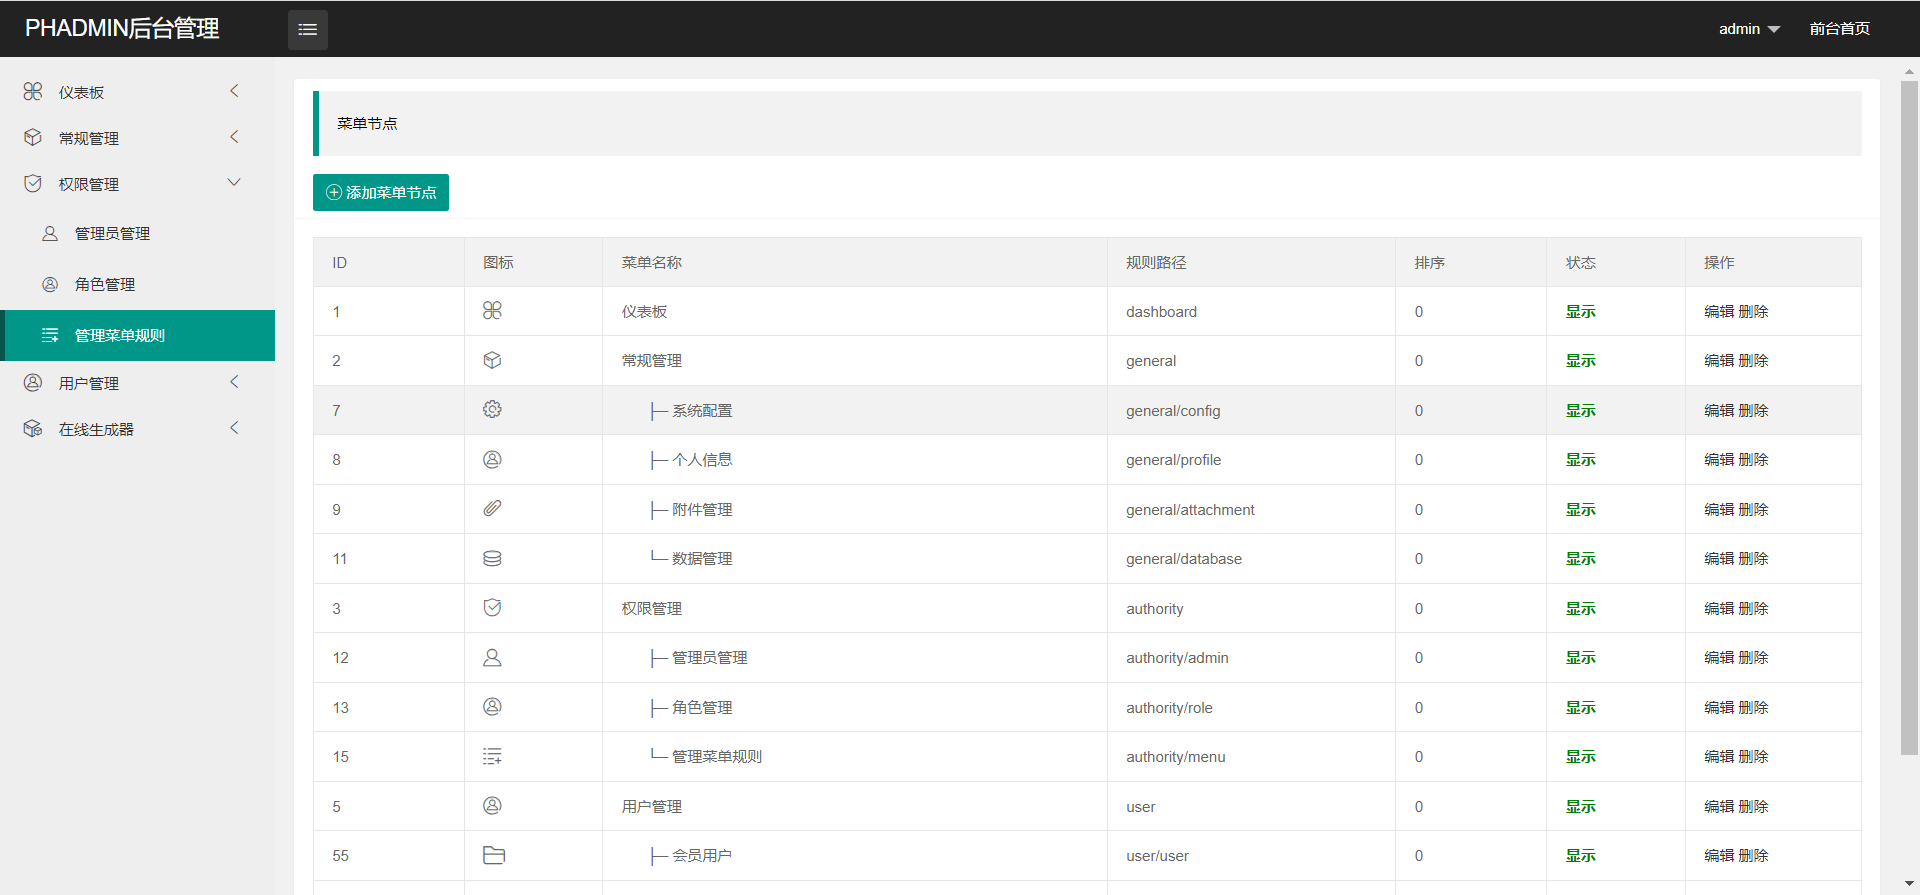 PHADMIN后台管理
admin
前台首页
仪表板
常规管理
权限管理
管理员管理
角色管理
管理菜单规则
用户管理
在线生成器
菜单节点
添加菜单节点
ID 图标 菜单名称 规则路径 排序 状态 操作
1 仪表板 dashboard 0 显示 编辑 删除
2 常规管理 general 0 显示 编辑 删除
7 ├─ 系统配置 general/config 0 显示 编辑 删除
8 ├─ 个人信息 general/profile 0 显示 编辑 删除
9 ├─ 附件管理 general/attachment 0 显示 编辑 删除
11 └─ 数据管理 general/database 0 显示 编辑 删除
3 权限管理 authority 0 显示 编辑 删除
12 ├─ 管理员管理 authority/admin 0 显示 编辑 删除
13 ├─ 角色管理 authority/role 0 显示 编辑 删除
15 └─ 管理菜单规则 authority/menu 0 显示 编辑 删除
5 用户管理 user 0 显示 编辑 删除
55 ├─ 会员用户 user/user 0 显示 编辑 删除